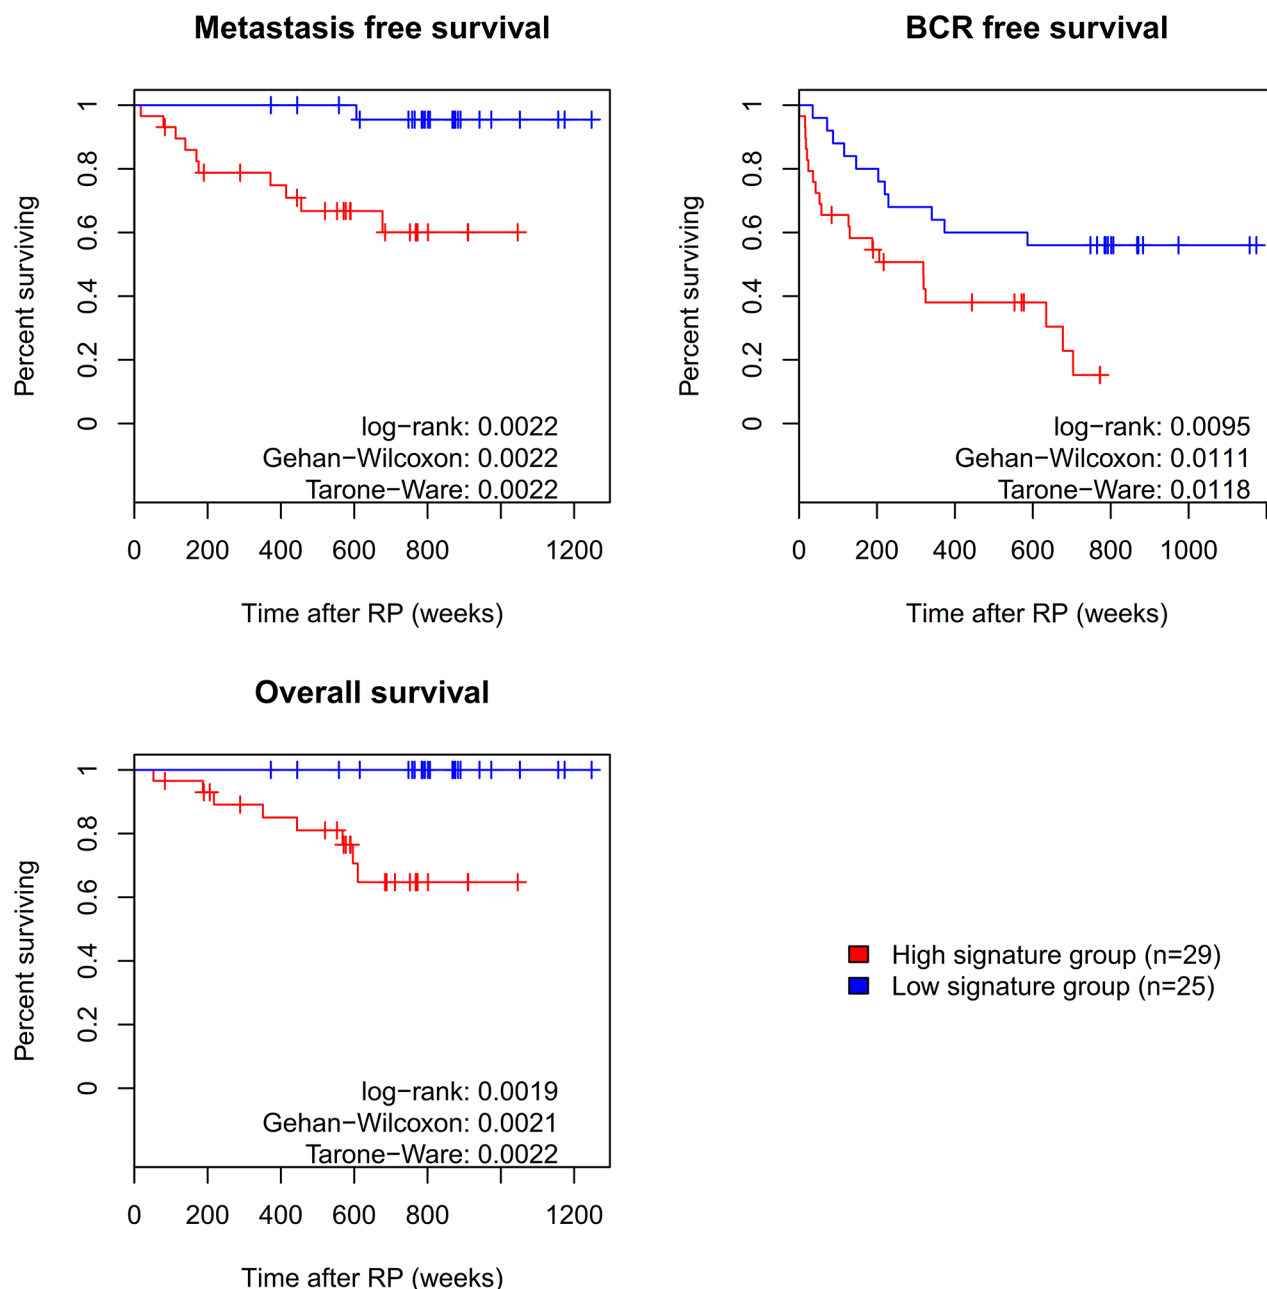 Metastasis free survival
Percent surviving
1
0.8
0.6
0.4
0.2
0
log−rank: 0.0022
Gehan−Wilcoxon: 0.0022
Tarone−Ware: 0.0022
0 200 400 600 800 1200
Time after RP (weeks)
BCR free survival
Percent surviving
1
0.8
0.6
0.4
0.2
0
log−rank: 0.0095
Gehan−Wilcoxon: 0.0111
Tarone−Ware: 0.0118
0 200 400 600 800 1000
Time after RP (weeks)
Overall survival
Percent surviving
1
0.8
0.6
0.4
0.2
0
log−rank: 0.0019
Gehan−Wilcoxon: 0.0021
Tarone−Ware: 0.0022
0 200 400 600 800 1200
Time after RP (weeks)
High signature group (n=29)
Low signature group (n=25)